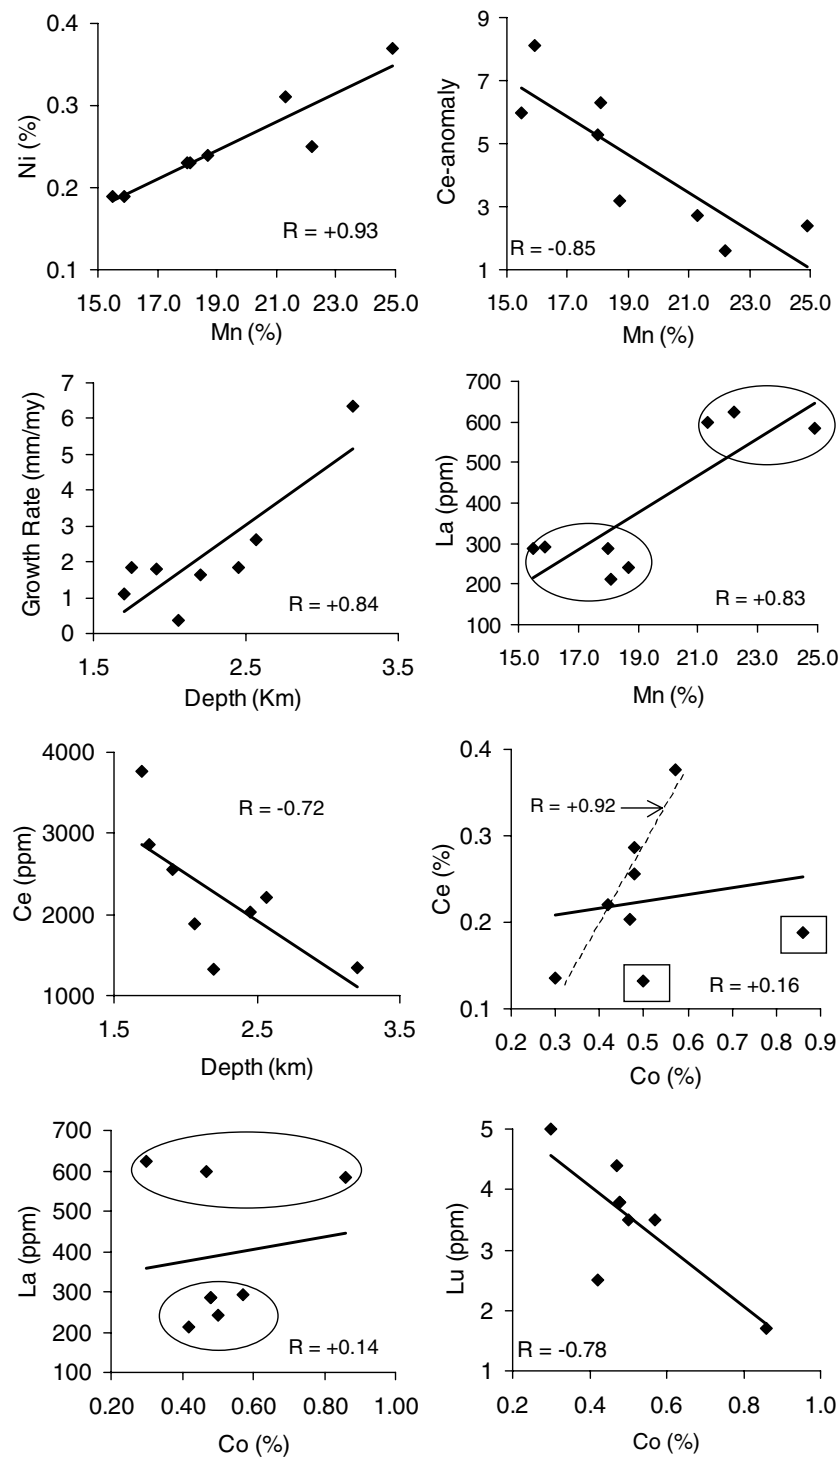 0.4
0.3
0.2
0.1
Ni (%)
R = +0.93
15.0 17.0 19.0 21.0 23.0 25.0
Mn (%)
9
7
5
3
1
Ce-anomaly
R = -0.85
15.0 17.0 19.0 21.0 23.0 25.0
Mn (%)
7
6
5
4
3
2
1
0
Growth Rate (mm/my)
R = +0.84
1.5 2.5 3.5
Depth (Km)
700
600
500
400
300
200
100
La (ppm)
R = +0.83
15.0 17.0 19.0 21.0 23.0 25.0
Mn (%)
4000
3000
2000
1000
Ce (ppm)
R = -0.72
1.5 2.5 3.5
Depth (km)
0.4
0.3
0.2
0.1
Ce (%)
R = +0.92
R = +0.16
0.2 0.3 0.4 0.5 0.6 0.7 0.8 0.9
Co (%)
700
600
500
400
300
200
100
La (ppm)
R = +0.14
0.20 0.40 0.60 0.80 1.00
Co (%)
5
4
3
2
1
Lu (ppm)
R = -0.78
0.2 0.4 0.6 0.8 1.0
Co (%)